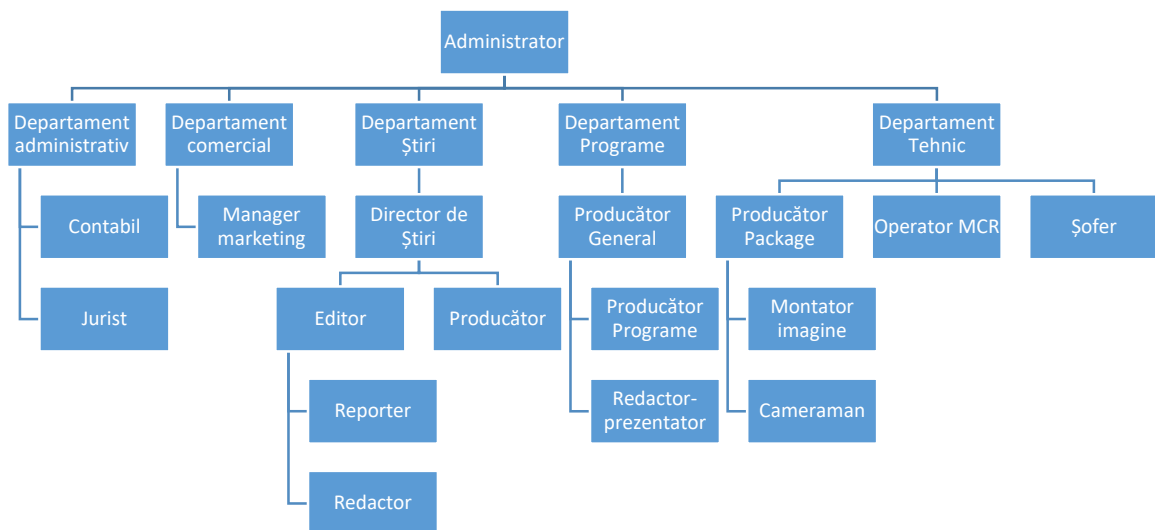 Administrator
Departament
administrativ
Departament
comercial
Departament
Știri
Departament
Programe
Departament
Tehnic
Contabil
Manager
marketing
Director de
Știri
Producător
General
Producător
Package
Operator MCR
Șofer
Jurist
Editor
Producător
Producător
Programe
Montator
imagine
Reporter
Redactor-
prezentator
Cameraman
Redactor